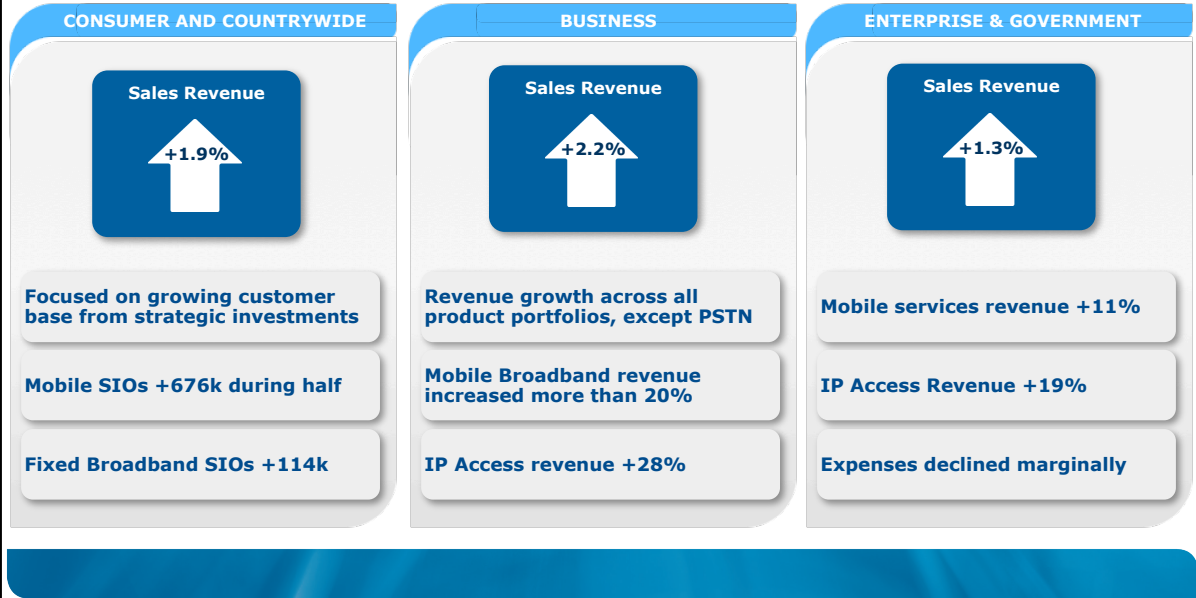 CONSUMER AND COUNTRYWIDE
Sales Revenue
+1.9%
Focused on growing customer
base from strategic investments
Mobile SIOs +676k during half
Fixed Broadband SIOs +114k
BUSINESS
Sales Revenue
+2.2%
Revenue growth across all
product portfolios, except PSTN
Mobile Broadband revenue
increased more than 20%
IP Access revenue +28%
ENTERPRISE & GOVERNMENT
Sales Revenue
+1.3%
Mobile services revenue +11%
IP Access Revenue +19%
Expenses declined marginally